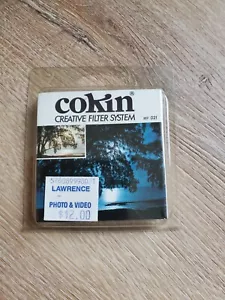 cokin®
CREATIVE FILTER SYSTEM
LAWRENCE
PHOTO & VIDEO
$12.00